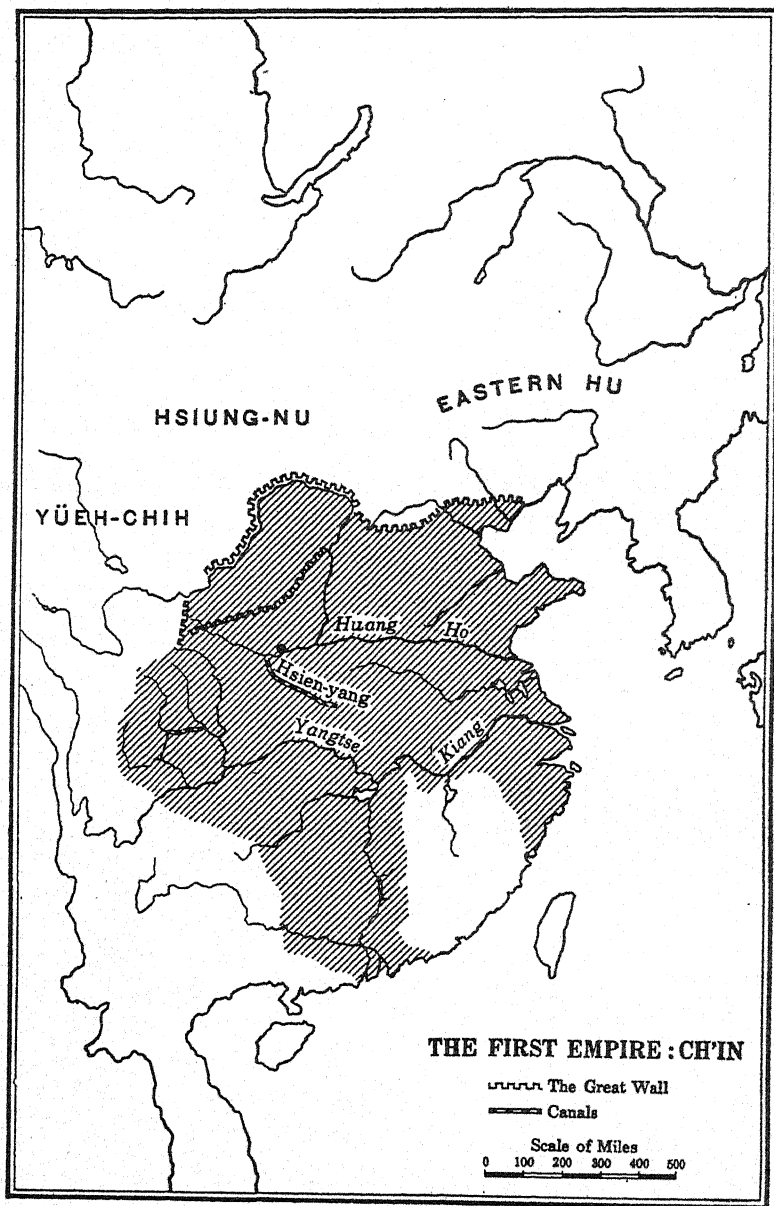 EASTERN HU
HSIUNG-NU
YÜEH-CHIH
Huang Ho
Hsien-yang
Yangtse Kiang
THE FIRST EMPIRE : CH'IN
The Great Wall
Canals
Scale of Miles
0 100 200 300 400 500